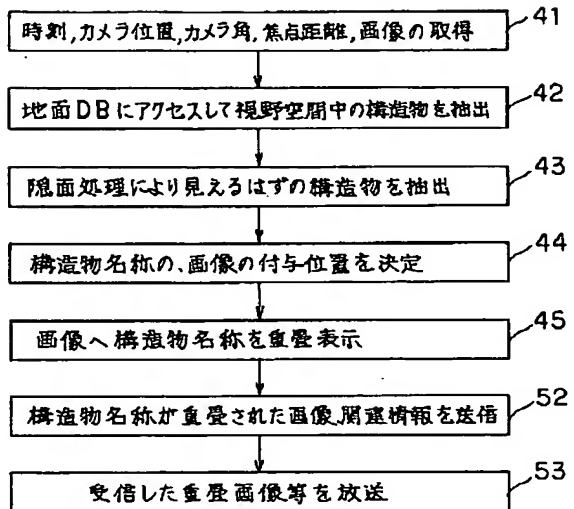 時刻,カメラ位置,カメラ角,焦点距離,画像の取得
41
地面DBにアクセスして視野空間中の構造物を抽出
42
隠面処理により見えるはずの構造物を抽出
43
構造物名称の、画像の付与位置を決定
44
画像へ構造物名称を重畳表示
45
構造物名称が重畳された画像,関連情報を送信
52
受信した重畳画像等を放送
53